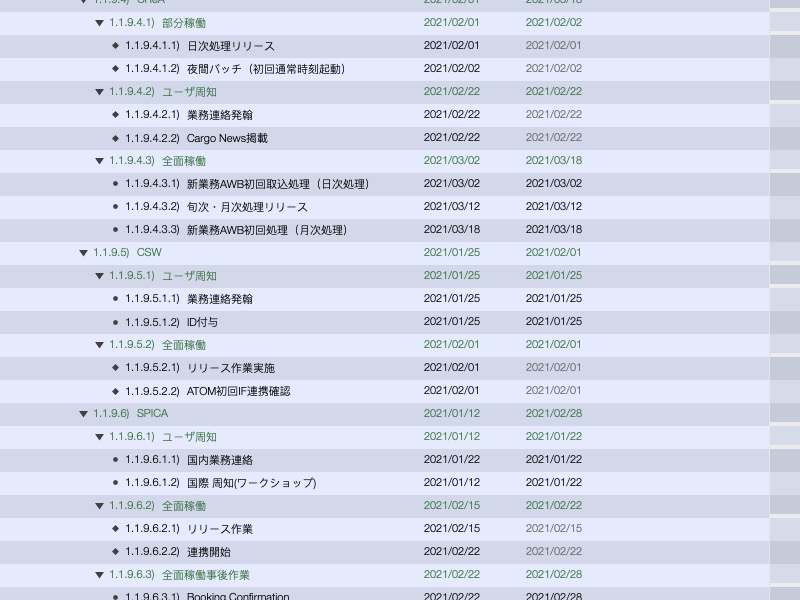 1.1.9.4.1) 部分稼働 2021/02/01 2021/02/02
1.1.9.4.1.1) 日次処理リリース 2021/02/01 2021/02/01
1.1.9.4.1.2) 夜間バッチ（初回通常時刻起動） 2021/02/02 2021/02/02
1.1.9.4.2) ユーザ周知 2021/02/22 2021/02/22
1.1.9.4.2.1) 業務連絡発翰 2021/02/22 2021/02/22
1.1.9.4.2.2) Cargo News掲載 2021/02/22 2021/02/22
1.1.9.4.3) 全面稼働 2021/03/02 2021/03/18
1.1.9.4.3.1) 新業務AWB初回取込処理（日次処理） 2021/03/02 2021/03/02
1.1.9.4.3.2) 旬次・月次処理リリース 2021/03/12 2021/03/12
1.1.9.4.3.3) 新業務AWB初回処理（月次処理） 2021/03/18 2021/03/18
1.1.9.5) CSW 2021/01/25 2021/02/01
1.1.9.5.1) ユーザ周知 2021/01/25 2021/01/25
1.1.9.5.1.1) 業務連絡発翰 2021/01/25 2021/01/25
1.1.9.5.1.2) ID付与 2021/01/25 2021/01/25
1.1.9.5.2) 全面稼働 2021/02/01 2021/02/01
1.1.9.5.2.1) リリース作業実施 2021/02/01 2021/02/01
1.1.9.5.2.2) ATOM初回IF連携確認 2021/02/01 2021/02/01
1.1.9.6) SPICA 2021/01/12 2021/02/28
1.1.9.6.1) ユーザ周知 2021/01/12 2021/01/22
1.1.9.6.1.1) 国内業務連絡 2021/01/22 2021/01/22
1.1.9.6.1.2) 国際 周知(ワークショップ) 2021/01/12 2021/01/22
1.1.9.6.2) 全面稼働 2021/02/15 2021/02/22
1.1.9.6.2.1) リリース作業 2021/02/15 2021/02/15
1.1.9.6.2.2) 連携開始 2021/02/22 2021/02/22
1.1.9.6.3) 全面稼働事後作業 2021/02/22 2021/02/28
1.1.9.6.3.1) Booking Confirmation 2021/02/22 2021/02/28